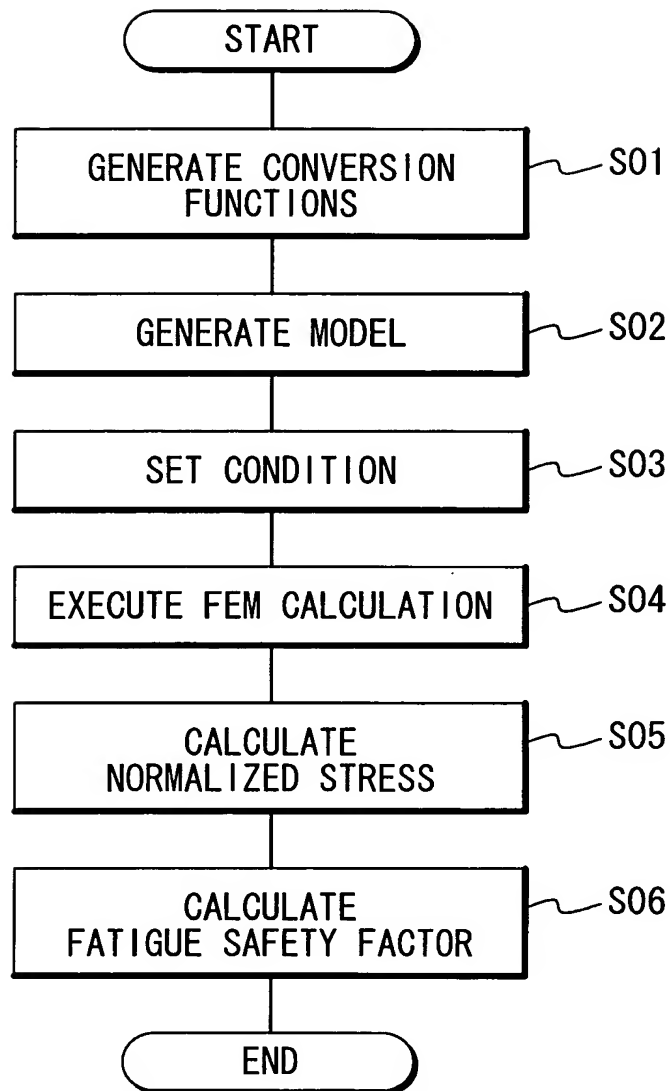 START
GENERATE CONVERSION
FUNCTIONS
S01
GENERATE MODEL
S02
SET CONDITION
S03
EXECUTE FEM CALCULATION
S04
CALCULATE
NORMALIZED STRESS
S05
CALCULATE
FATIGUE SAFETY FACTOR
S06
END